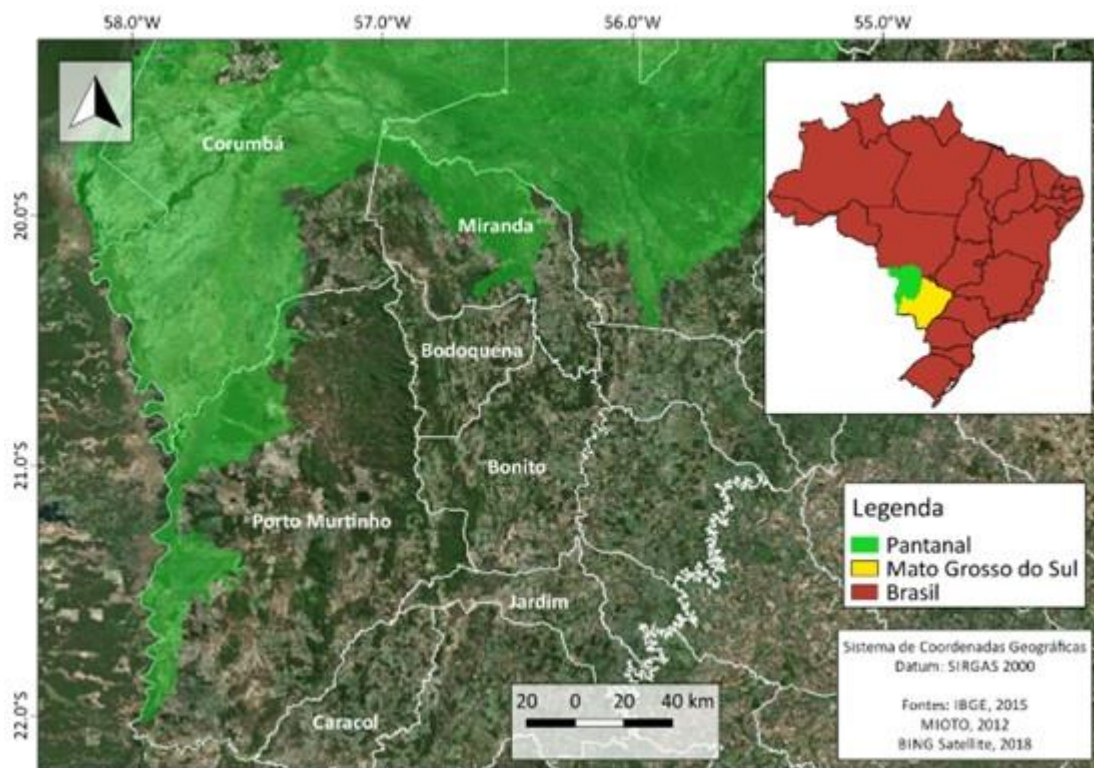 58.0°W 57.0°W 56.0°W 55.0°W
20.0°S
21.0°S
22.0°S
Corumbá
Miranda
Bodoquena
Bonito
Porto Murtinho
Jardim
Caracol
20 0 20 40 km
Legenda
Pantanal
Mato Grosso do Sul
Brasil
Sistema de Coordenadas Geográficas
Datum: SIRGAS 2000
Fontes: IBGE, 2015
MIOTO, 2012
BING Satellite, 2018